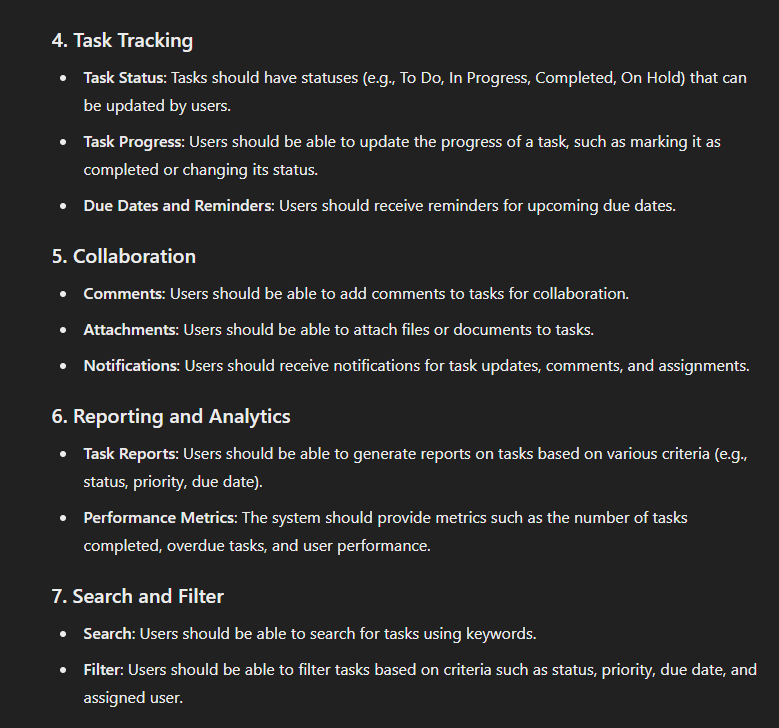 4. Task Tracking
• Task Status: Tasks should have statuses (e.g., To Do, In Progress, Completed, On Hold) that can
be updated by users.
• Task Progress: Users should be able to update the progress of a task, such as marking it as
completed or changing its status.
• Due Dates and Reminders: Users should receive reminders for upcoming due dates.
5. Collaboration
• Comments: Users should be able to add comments to tasks for collaboration.
• Attachments: Users should be able to attach files or documents to tasks.
• Notifications: Users should receive notifications for task updates, comments, and assignments.
6. Reporting and Analytics
• Task Reports: Users should be able to generate reports on tasks based on various criteria (e.g.,
status, priority, due date).
• Performance Metrics: The system should provide metrics such as the number of tasks
completed, overdue tasks, and user performance.
7. Search and Filter
• Search: Users should be able to search for tasks using keywords.
• Filter: Users should be able to filter tasks based on criteria such as status, priority, due date, and
assigned user.